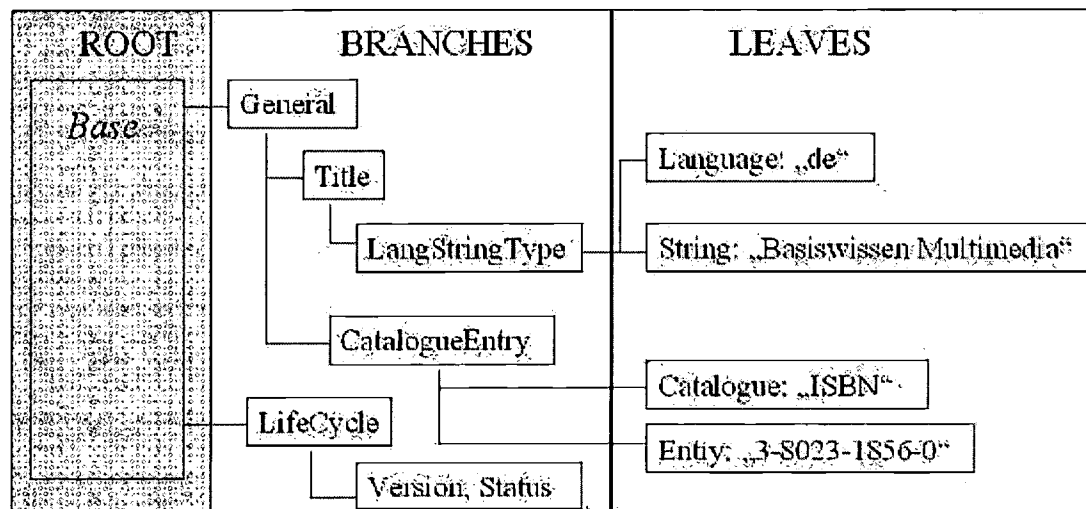 ROOT BRANCHES LEAVES
Base
General
Title
Language: „de“
LangStringType
String: „Basiswissen Multimedia“
CatalogueEntry
Catalogue: „ISBN“
LifeCycle
Entry: „3-8023-1856-0“
Version, Status